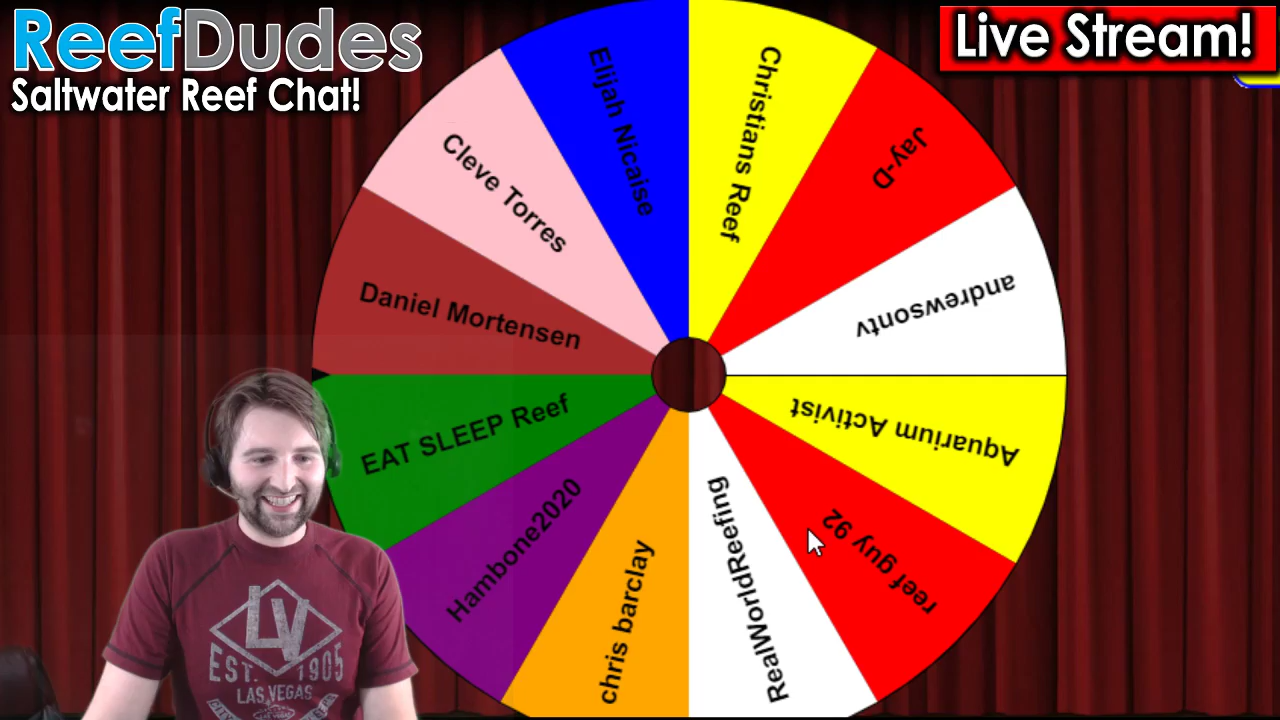 ReefDudes
Saltwater Reef Chat!
Live Stream!
Elijah Nicaise
Christians Reef
Jay-D
andrewsontv
Aquarium Activist
reef guy 92
RealWorldReefing
chris barclay
Hambone2020
EAT SLEEP Reef
Daniel Mortensen
Cleve Torres
LV
EST. 1905
LAS VEGAS